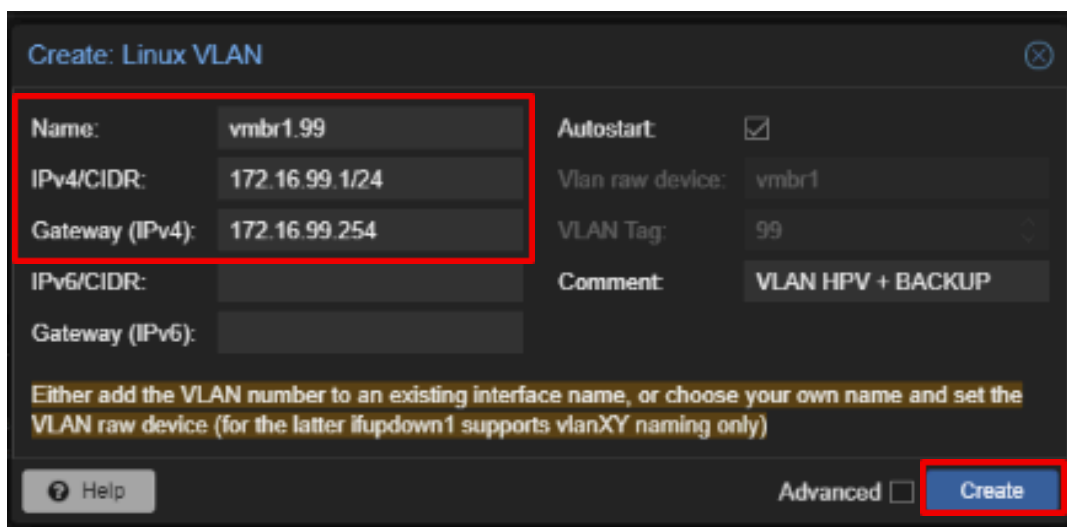 Create: Linux VLAN
Name: vmbr1.99 Autostart:
IPv4/CIDR: 172.16.99.1/24 Vlan raw device: vmbr1
Gateway (IPv4): 172.16.99.254 VLAN Tag: 99
IPv6/CIDR: Comment: VLAN HPV + BACKUP
Gateway (IPv6):
Either add the VLAN number to an existing interface name, or choose your own name and set the
VLAN raw device (for the latter ifupdown1 supports vlanXY naming only)
Help Advanced Create